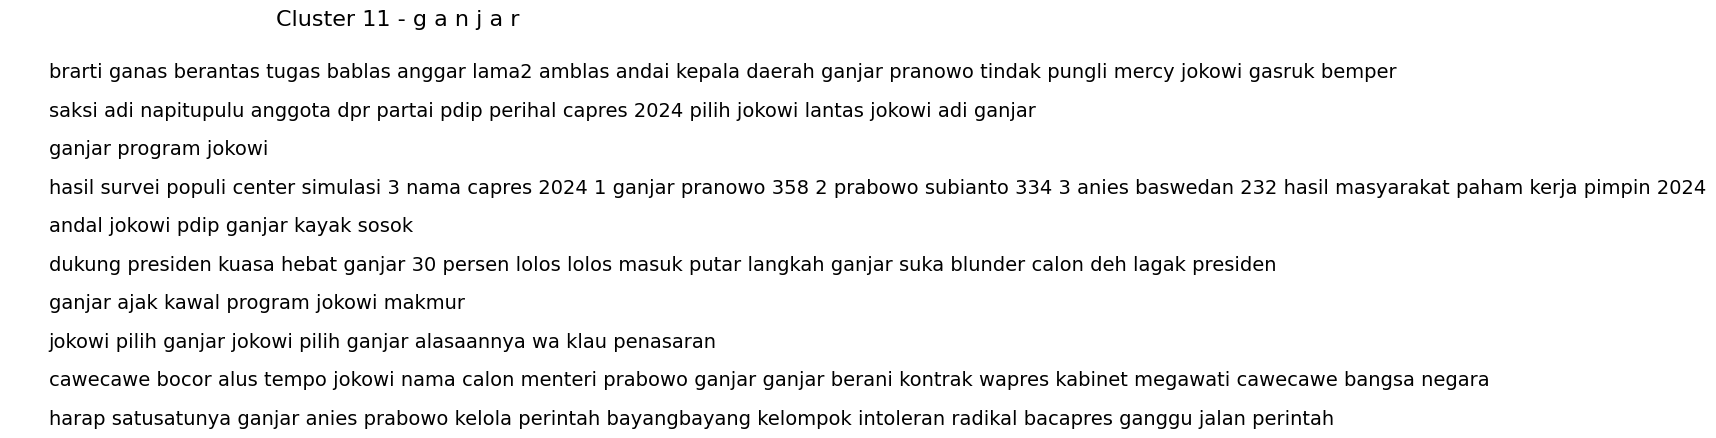 Cluster 11 - g a n j a r
brarti ganas berantas tugas bablas anggar lama2 amblas andai kepala daerah ganjar pranowo tindak pungli mercy jokowi gasruk bemper
saksi adi napitupulu anggota dpr partai pdip perihal capres 2024 pilih jokowi lantas jokowi adi ganjar
ganjar program jokowi
hasil survei populi center simulasi 3 nama capres 2024 1 ganjar pranowo 358 2 prabowo subianto 334 3 anies baswedan 232 hasil masyarakat paham kerja pimpin 2024
andal jokowi pdip ganjar kayak sosok
dukung presiden kuasa hebat ganjar 30 persen lolos lolos masuk putar langkah ganjar suka blunder calon deh lagak presiden
ganjar ajak kawal program jokowi makmur
jokowi pilih ganjar jokowi pilih ganjar alasaannya wa klau penasaran
cawecawe bocor alus tempo jokowi nama calon menteri prabowo ganjar ganjar berani kontrak wapres kabinet megawati cawecawe bangsa negara
harap satusatunya ganjar anies prabowo kelola perintah bayangbayang kelompok intoleran radikal bacapres ganggu jalan perintah